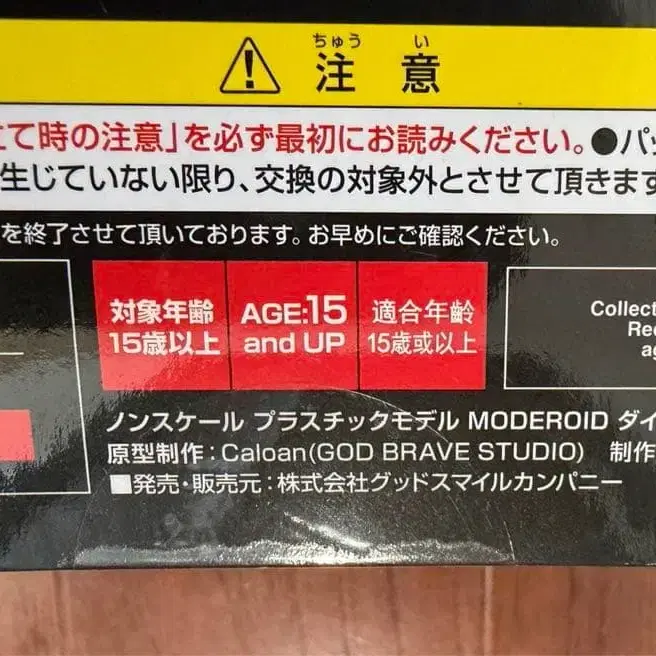 ちゅう い
注 意
て時の注意」を必ず最初にお読みください。●パッ
生じていない限り、交換の対象外とさせて頂きます
を終了させて頂いております。お早めにご確認ください。
対象年齢
15歳以上
AGE:15
and UP
適合年齢
15歳或以上
Collect
Rec
ag
ノンスケール プラスチックモデル MODEROID ダイ
原型制作:Caloan(GOD BRAVE STUDIO) 制作
■発売・販売元:株式会社グッドスマイルカンパニー